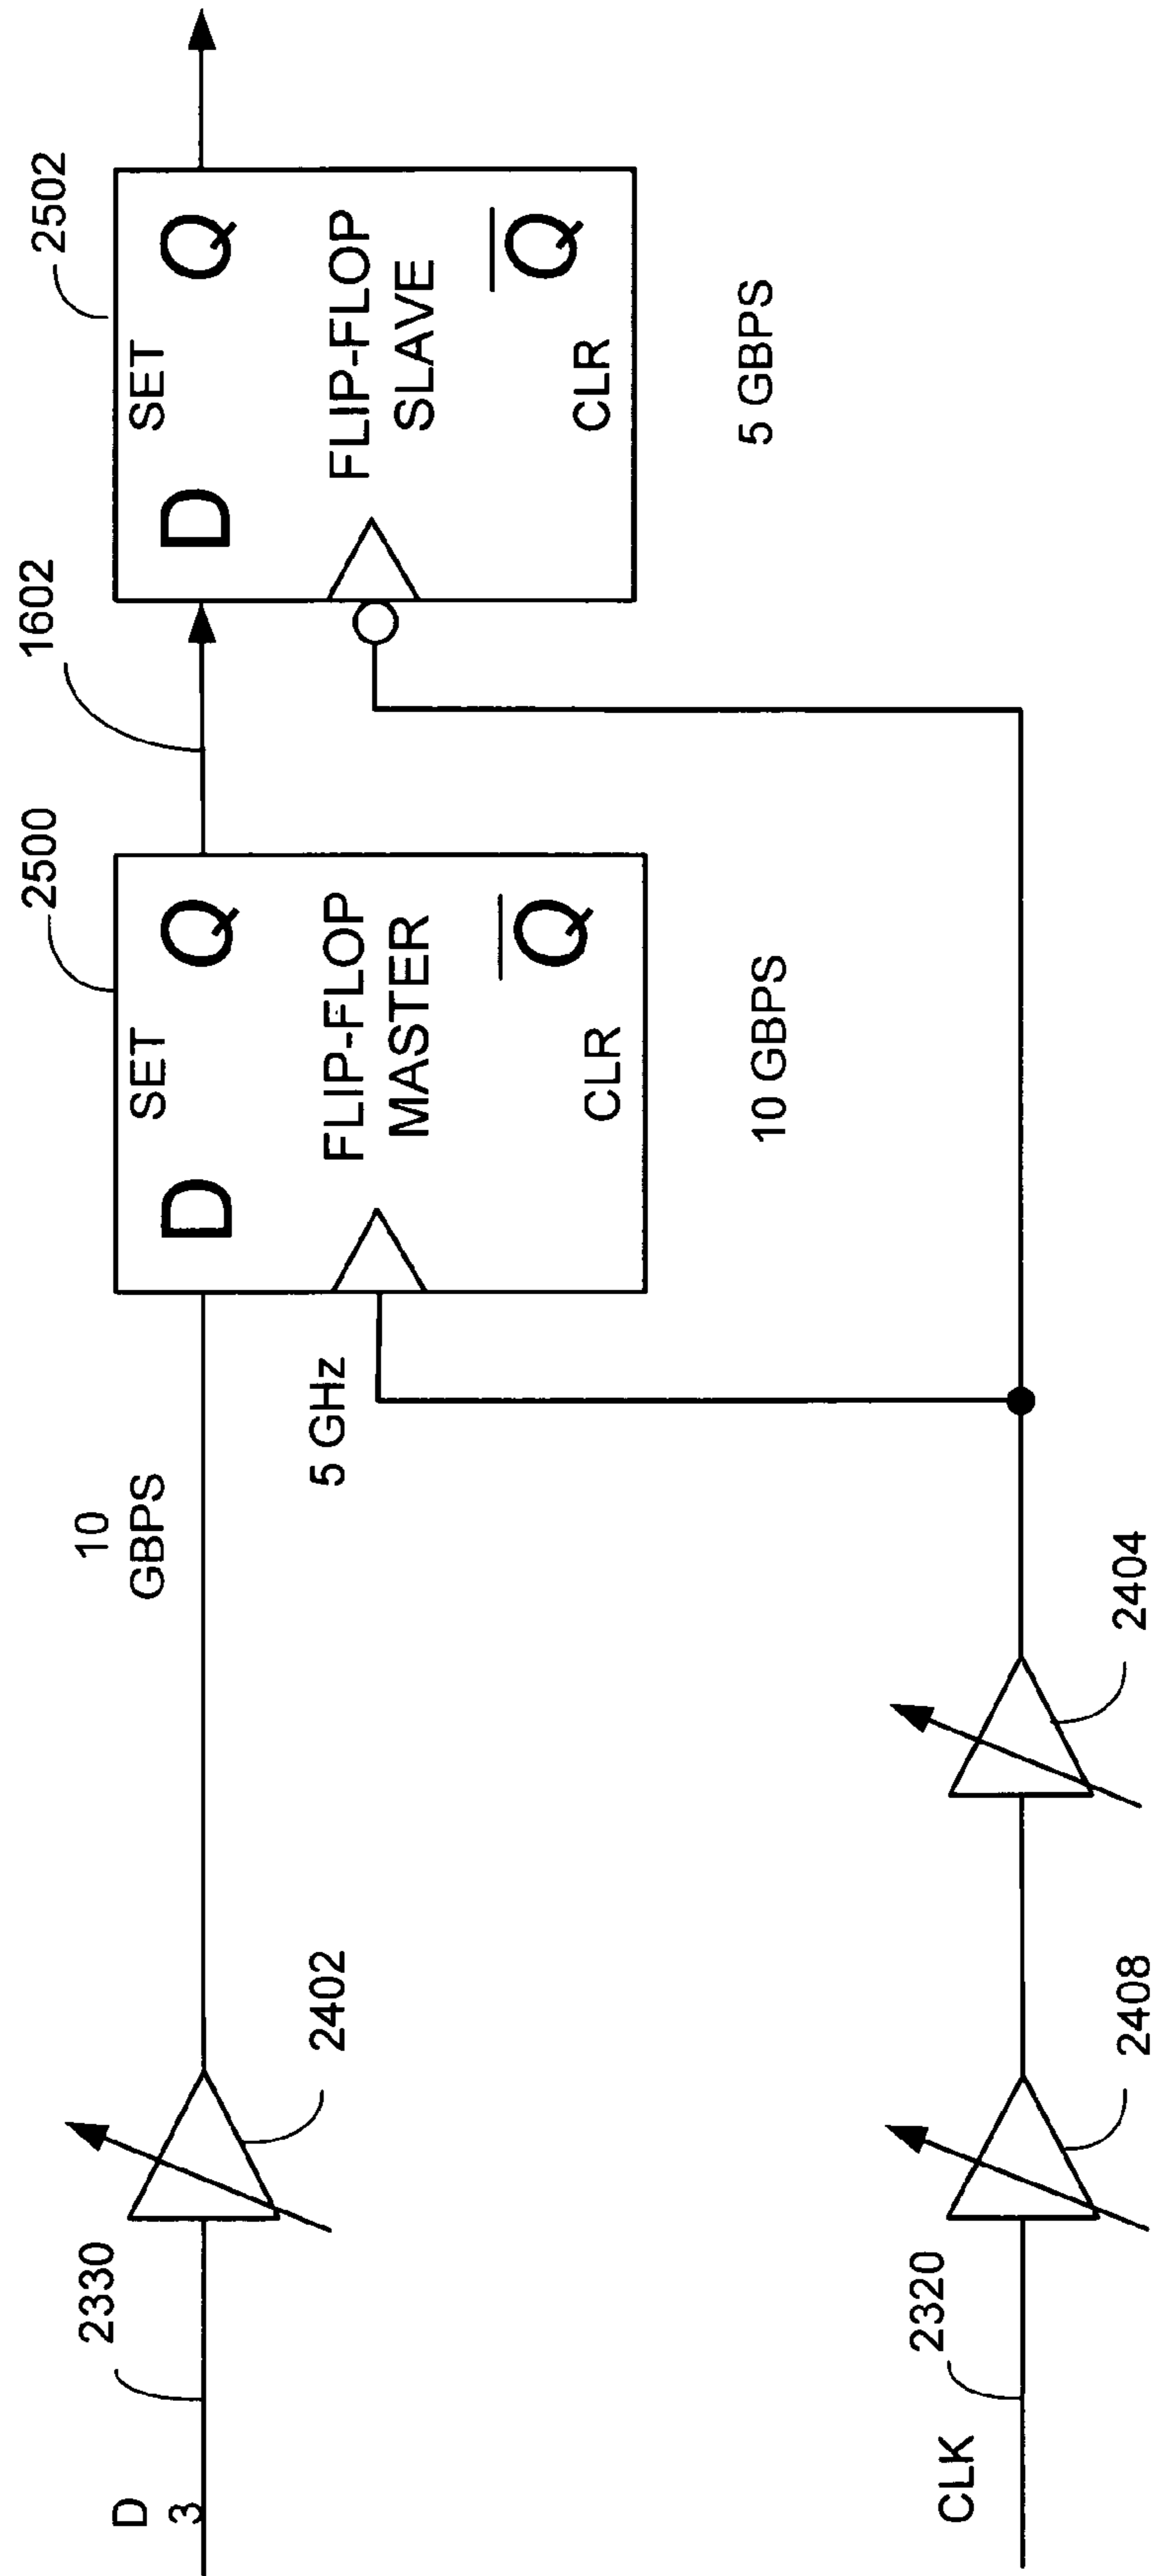 D
3
2330
2402
10
GBPS
5 GHz
2500
SET
D
Q
FLIP-FLOP
MASTER
Q
CLR
10 GBPS
1602
2502
SET
D
Q
FLIP-FLOP
SLAVE
Q
CLR
5 GBPS
CLK
2320
2408
2404